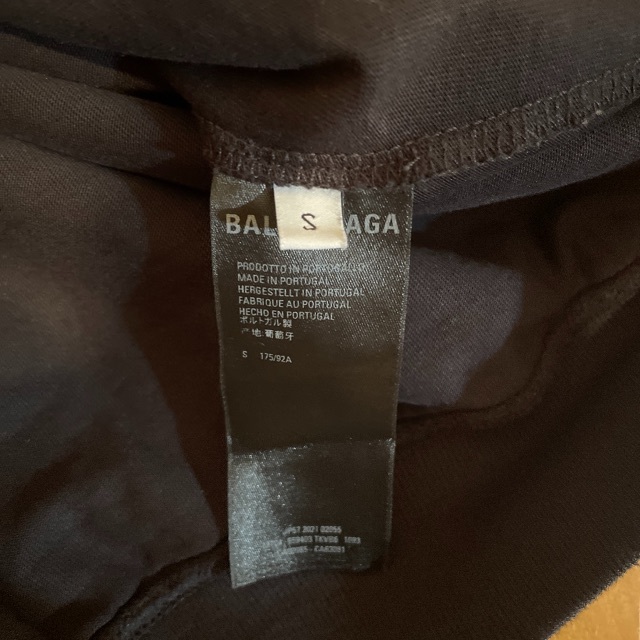 S
BAL AGA
PRODOTTO IN PORTOGALLO
MADE IN PORTUGAL
HERGESTELLT IN PORTUGAL
FABRIQUE AU PORTUGAL
HECHO EN PORTUGAL
ポルトガル製
产地:葡萄牙
S 175/92A